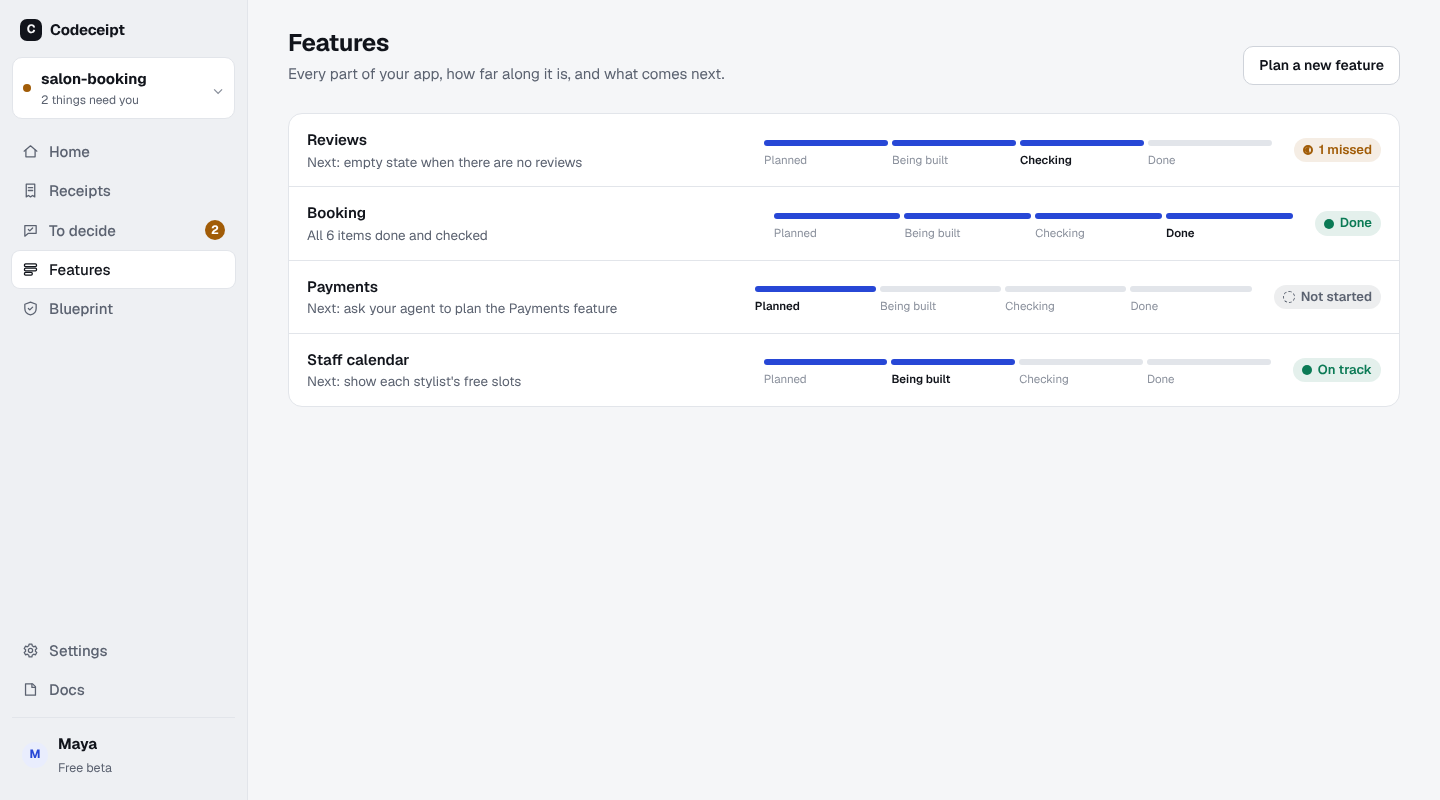 C Codeceipt
salon-booking
2 things need you
Home
Receipts
To decide 2
Features
Blueprint
Settings
Docs
M
Maya
Free beta
Features
Every part of your app, how far along it is, and what comes next.
Plan a new feature
Reviews
Next: empty state when there are no reviews
Planned Being built Checking Done
1 missed
Booking
All 6 items done and checked
Planned Being built Checking Done
Done
Payments
Next: ask your agent to plan the Payments feature
Planned Being built Checking Done
Not started
Staff calendar
Next: show each stylist's free slots
Planned Being built Checking Done
On track